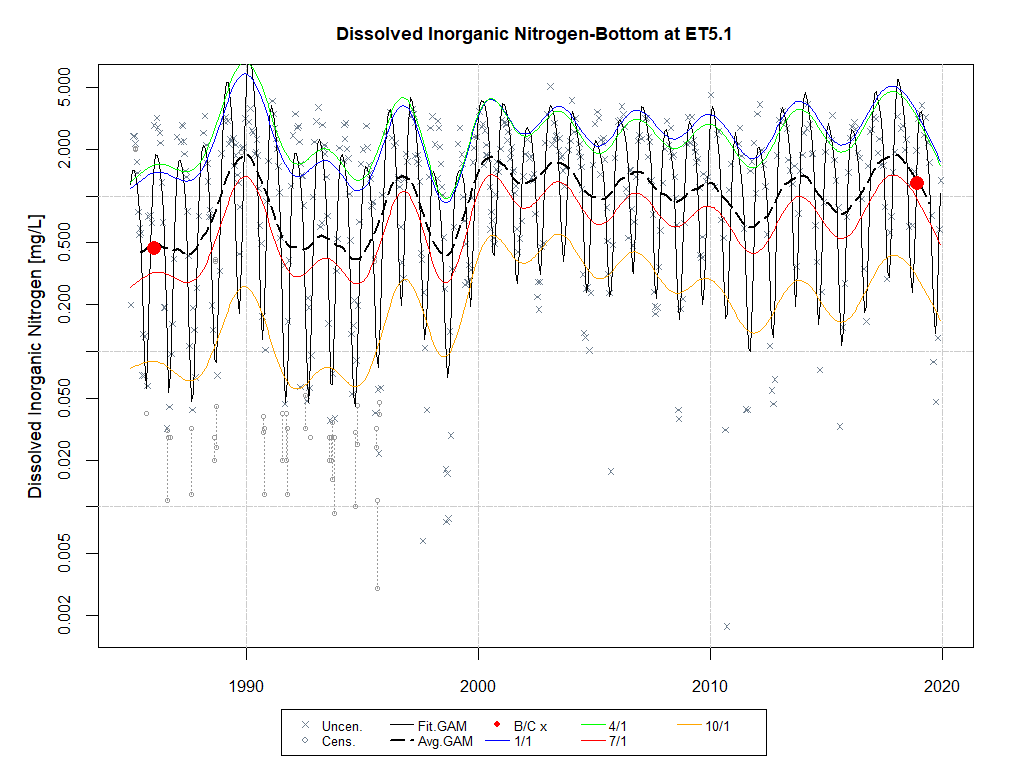 Dissolved Inorganic Nitrogen-Bottom at ET5.1
Dissolved Inorganic Nitrogen [mg/L]
5.000
2.000
0.500
0.200
0.050
0.020
0.005
0.002
1990 2000 2010 2020
Uncen. Fit.GAM B/C x 4/1 10/1
Cens. Avg.GAM 1/1 7/1